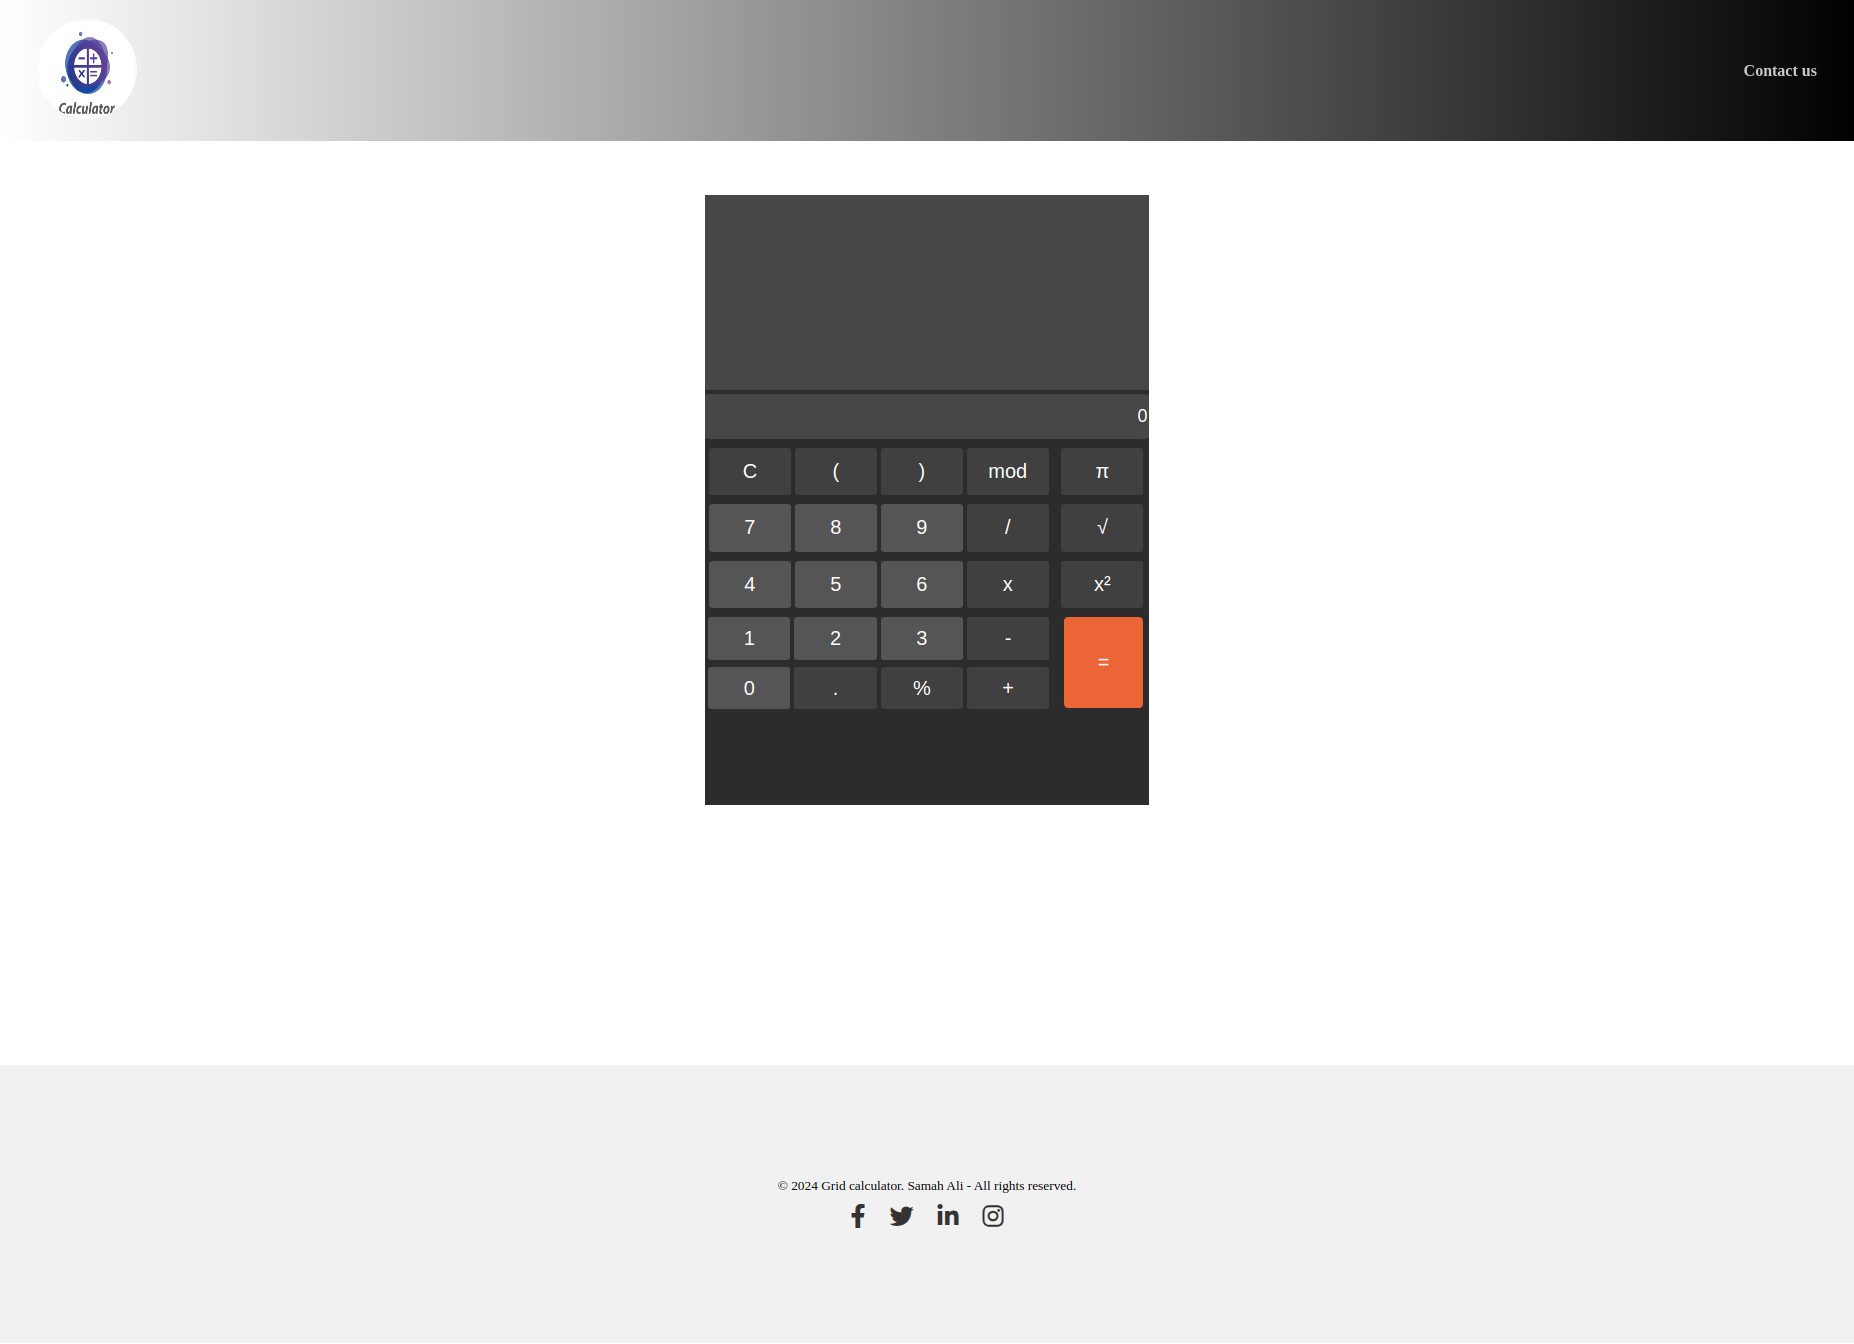 Calculator
Contact us
0
C ( ) mod π
7 8 9 / √
4 5 6 x x²
1 2 3 -
=
0 . % +
© 2024 Grid calculator. Samah Ali - All rights reserved.